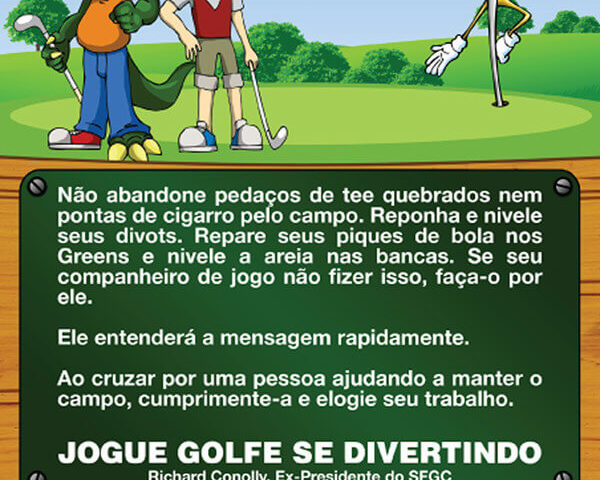 Não abandone pedaços de tee quebrados nem
pontas de cigarro pelo campo. Reponha e nivele
seus divots. Repare seus piques de bola nos
Greens e nivele a areia nas bancas. Se seu
companheiro de jogo não fizer isso, faça-o por
ele.
Ele entenderá a mensagem rapidamente.
Ao cruzar por uma pessoa ajudando a manter o
campo, cumprimente-a e elogie seu trabalho.
JOGUE GOLFE SE DIVERTINDO
Richard Conolly, Ex-Presidente do SFGC